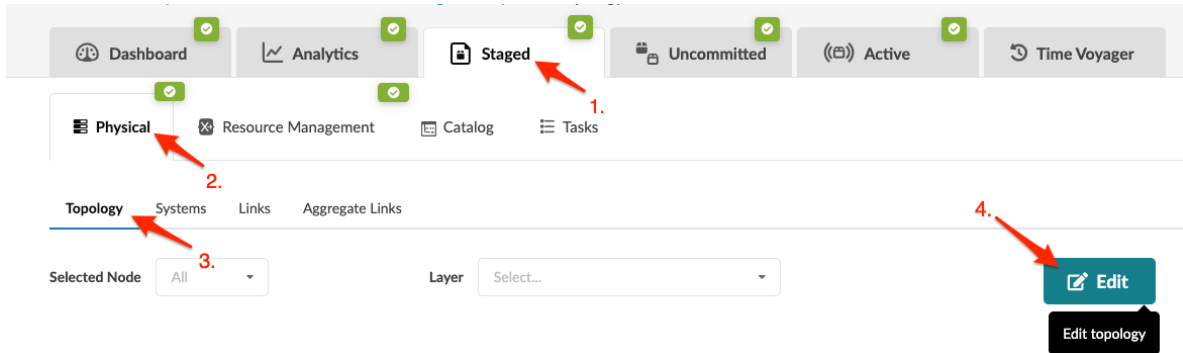 Dashboard Analytics Staged Uncommitted Active Time Voyager
1.
Physical Resource Management Catalog Tasks
2.
Topology Systems Links Aggregate Links
4.
3.
Selected Node All Layer Select...
Edit
Edit topology